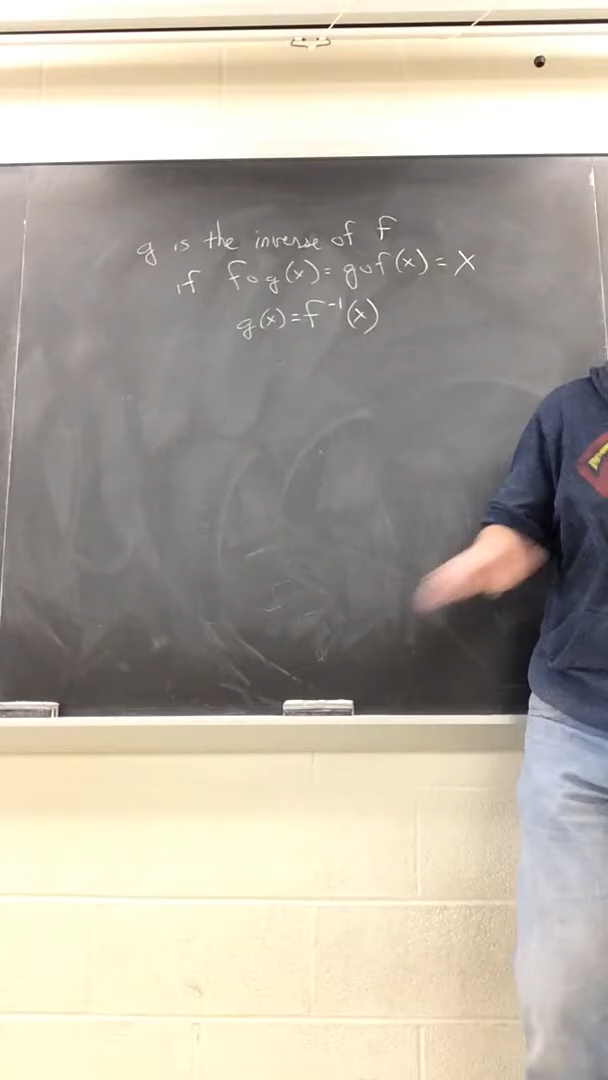 g is the inverse of f
if f∘g(x) = g∘f(x) = x
g(x) = f⁻¹(x)